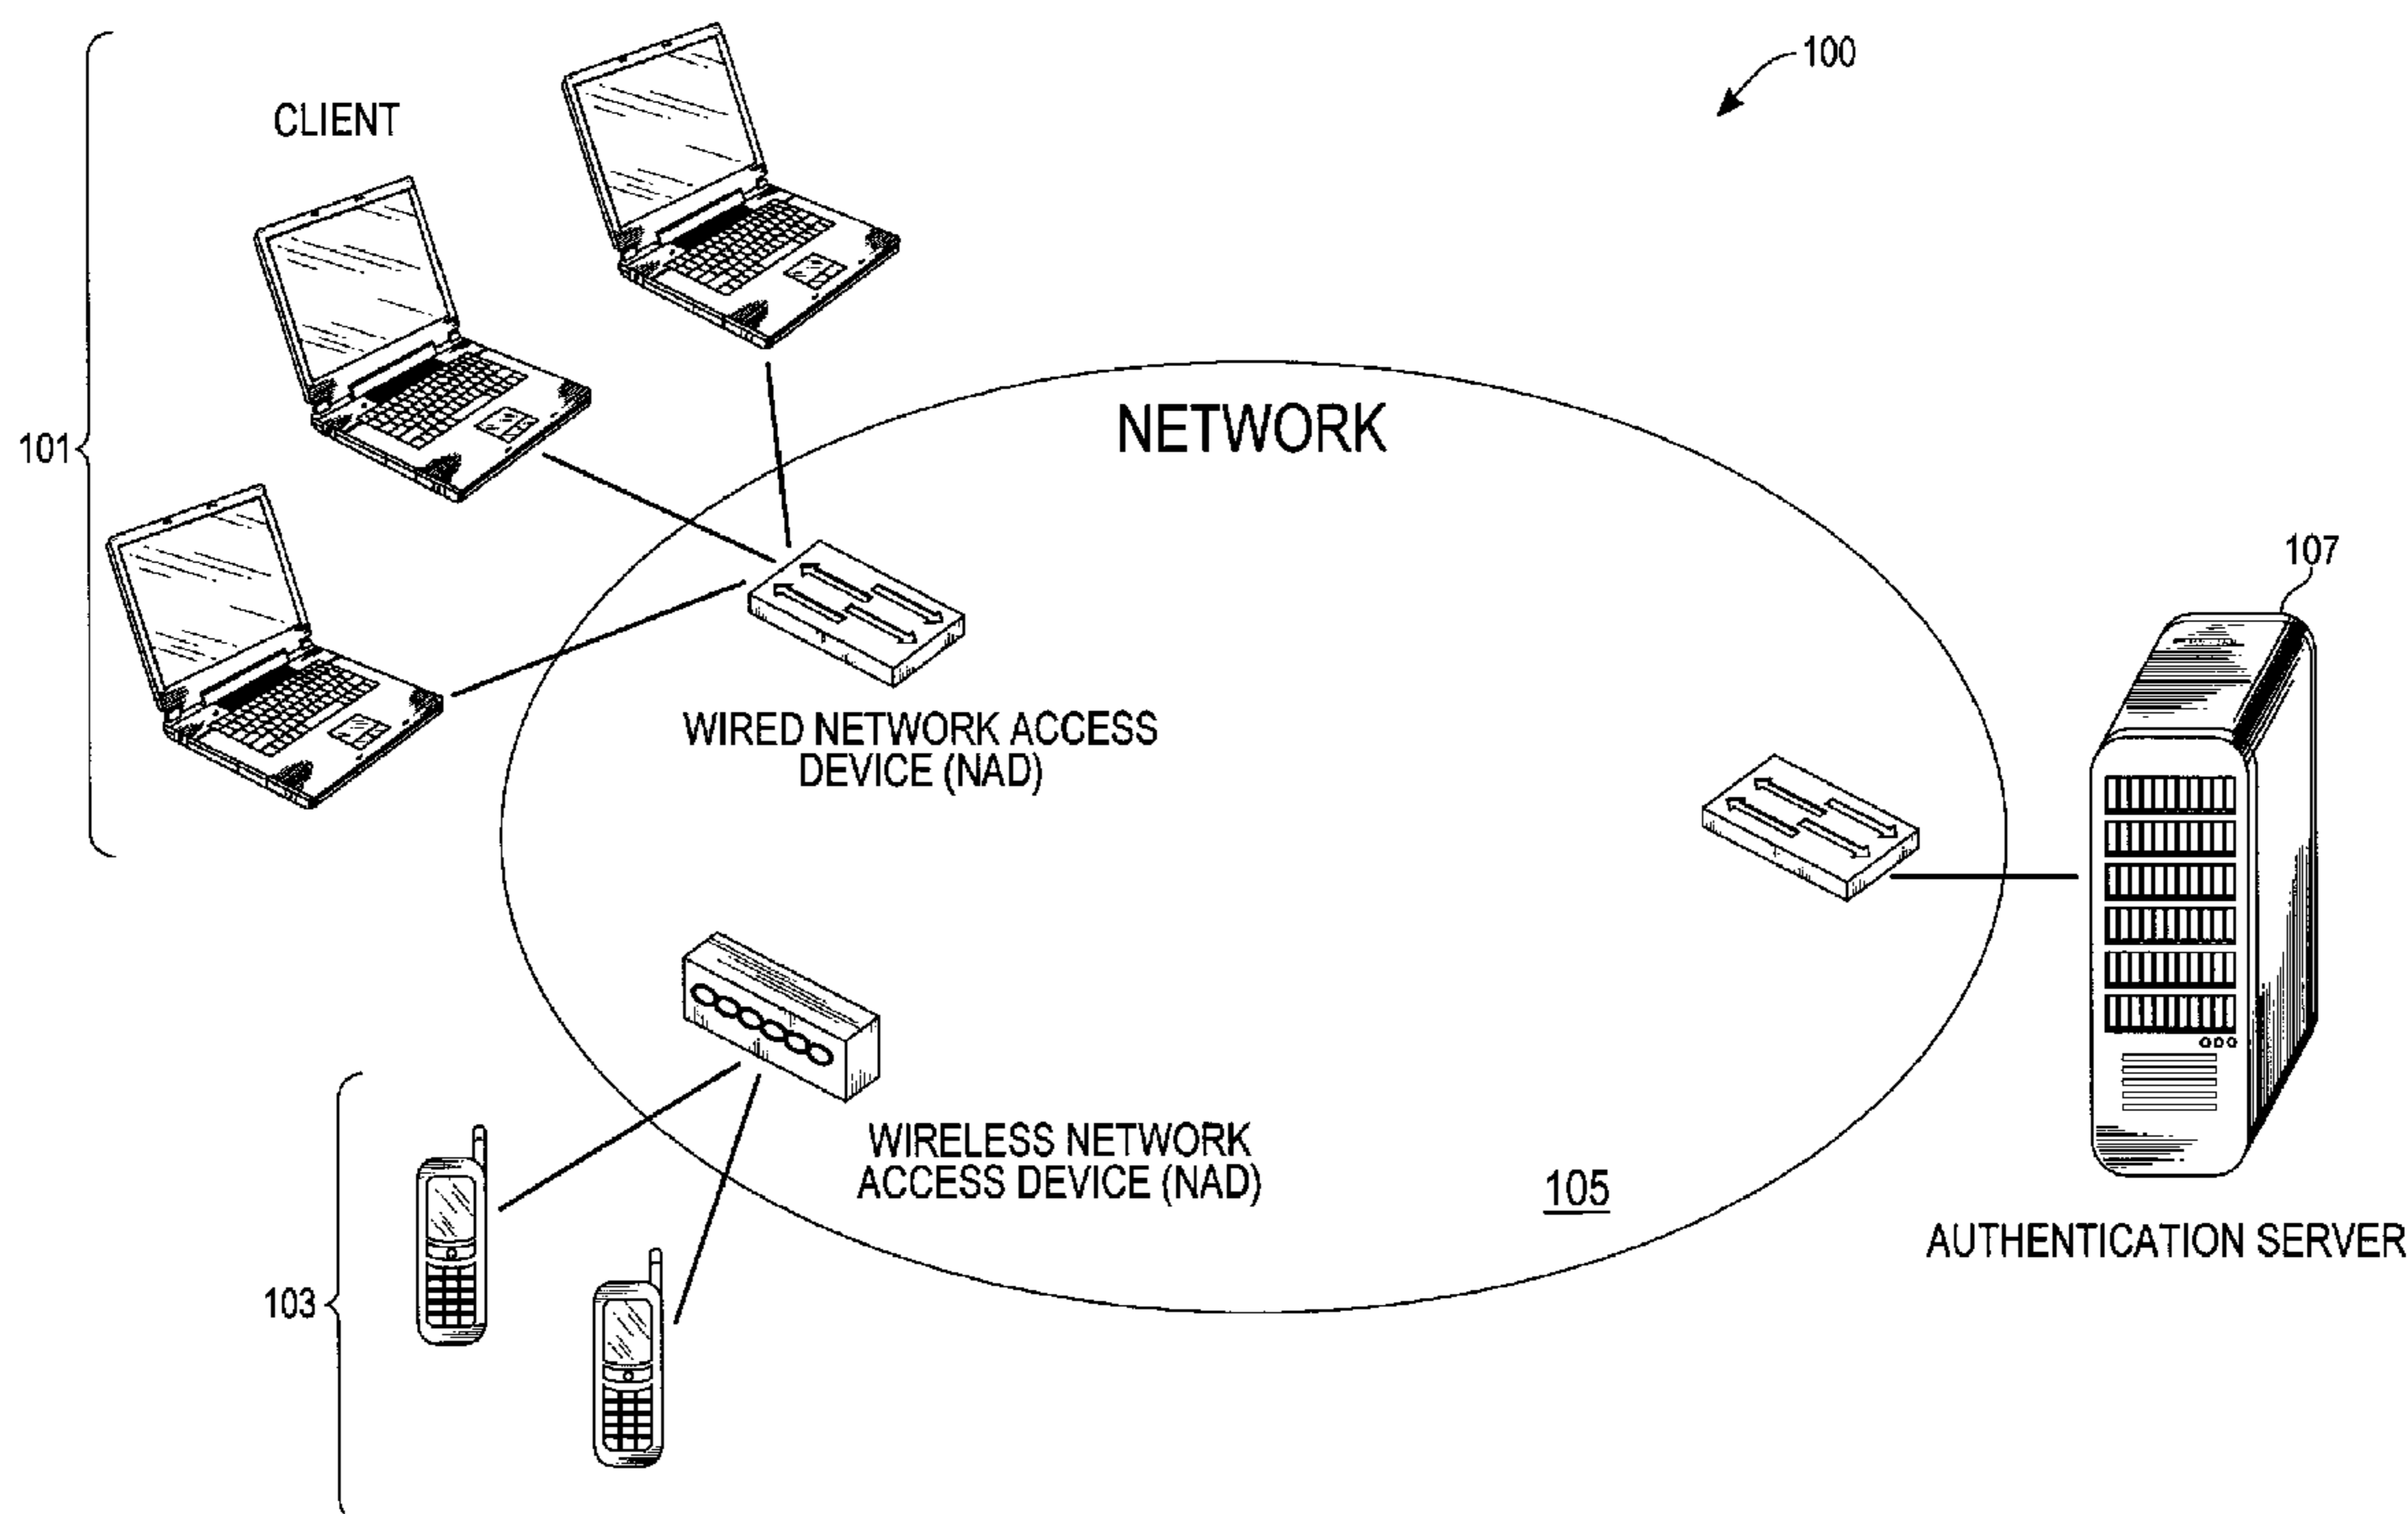 100
CLIENT
NETWORK
101
107
WIRED NETWORK ACCESS
DEVICE (NAD)
WIRELESS NETWORK
ACCESS DEVICE (NAD)
105
AUTHENTICATION SERVER
103